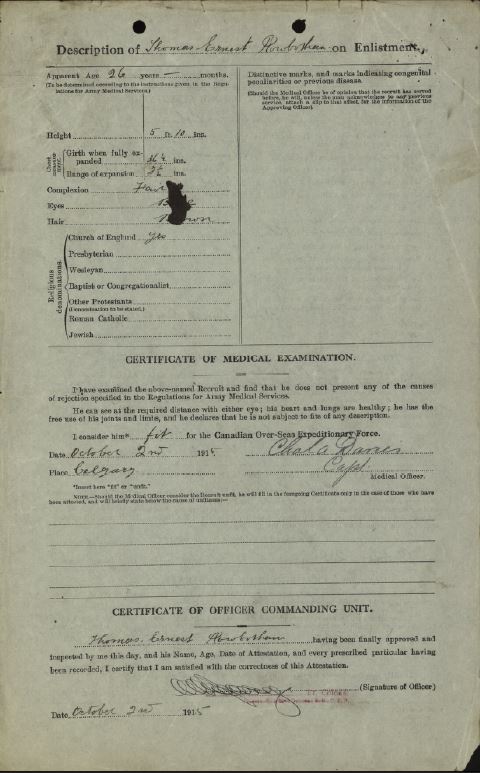 Description of Thomas Ernest Rowbotham on Enlistment.
Apparent Age 26 years — months.
(To be determined according to the instructions given in the Regulations for Army Medical Services.)
Height 5 ft. 10 ins.
Chest measurement.
Girth when fully expanded 36½ ins.
Range of expansion ins.
Complexion Fair
Eyes
Hair
Religious denominations.
Church of England Yes
Presbyterian
Wesleyan
Baptist or Congregationalist
Other Protestants
(Denomination to be stated.)
Roman Catholic
Jewish
Distinctive marks, and marks indicating congenital
peculiarities or previous disease.
(Should the Medical Officer be of opinion that the recruit has served
before, he will, unless the man acknowledges to any previous
service, attach a slip to that effect, for the information of the
Approving Officer).
CERTIFICATE OF MEDICAL EXAMINATION.
I have examined the above-named Recruit and find that he does not present any of the causes
of rejection specified in the Regulations for Army Medical Services.
He can see at the required distance with either eye; his heart and lungs are healthy; he has the
free use of his joints and limbs, and he declares that he is not subject to fits of any description.
I consider him* fit for the Canadian Over-Seas Expeditionary Force.
Date October 2nd 1915
Place Calgary
Capt
Medical Officer.
*Insert here "fit" or "unfit."
NOTE.—Should the Medical Officer consider the Recruit unfit, he will fill in the foregoing Certificate only in the case of those who have
been attested, and will briefly state below the cause of unfitness:—
CERTIFICATE OF OFFICER COMMANDING UNIT.
Thomas Ernest Rowbotham having been finally approved and
inspected by me this day, and his Name, Age, Date of Attestation, and every prescribed particular having
been recorded, I certify that I am satisfied with the correctness of this Attestation.
(Signature of Officer)
Date October 2nd 1915